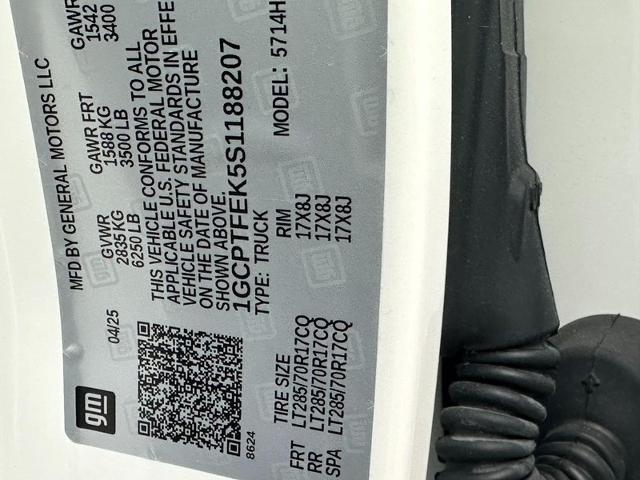 gm
MFD BY GENERAL MOTORS LLC
04/25
GVWR GAWR FRT GAWR
2835 KG 1588 KG 1542
6250 LB 3500 LB 3400
THIS VEHICLE CONFORMS TO ALL
APPLICABLE U.S. FEDERAL MOTOR
VEHICLE SAFETY STANDARDS IN EFFE
ON THE DATE OF MANUFACTURE
SHOWN ABOVE.
1GCPTFEK5S1188207
TYPE: TRUCK MODEL: 5714H
8624
TIRE SIZE RIM
FRT LT285/70R17CQ 17X8J
RR LT285/70R17CQ 17X8J
SPA LT285/70R17CQ 17X8J